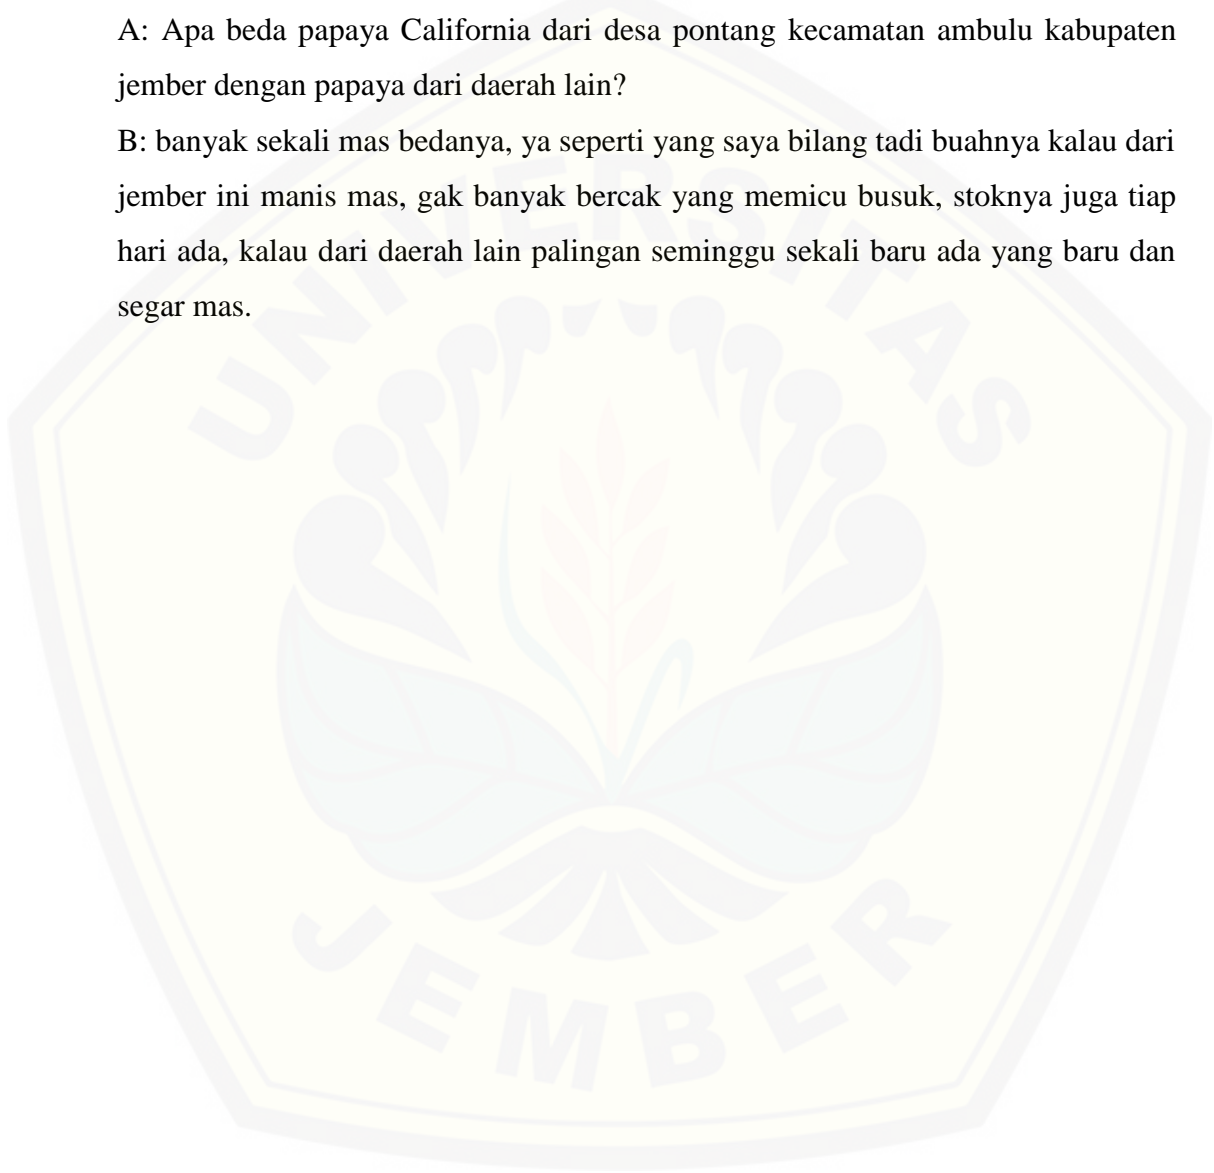 A: Apa beda papaya California dari desa pontang kecamatan ambulu kabupaten
jember dengan papaya dari daerah lain?
B: banyak sekali mas bedanya, ya seperti yang saya bilang tadi buahnya kalau dari
jember ini manis mas, gak banyak bercak yang memicu busuk, stoknya juga tiap
hari ada, kalau dari daerah lain palingan seminggu sekali baru ada yang baru dan
segar mas.
UNIVERSITAS
JEMBER